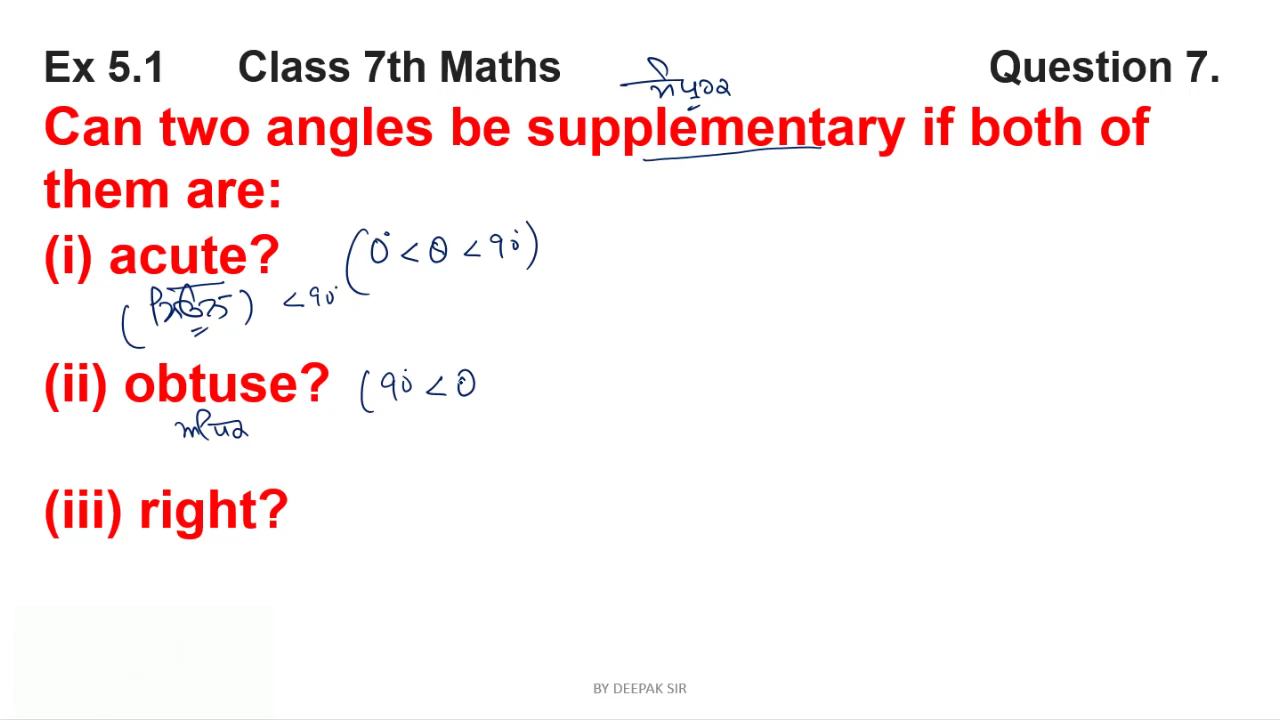 Ex 5.1 Class 7th Maths Question 7.
Can two angles be supplementary if both of
them are:
(i) acute? (0° < θ < 90°)
< 90°
(ii) obtuse? (90° < θ
(iii) right?
BY DEEPAK SIR